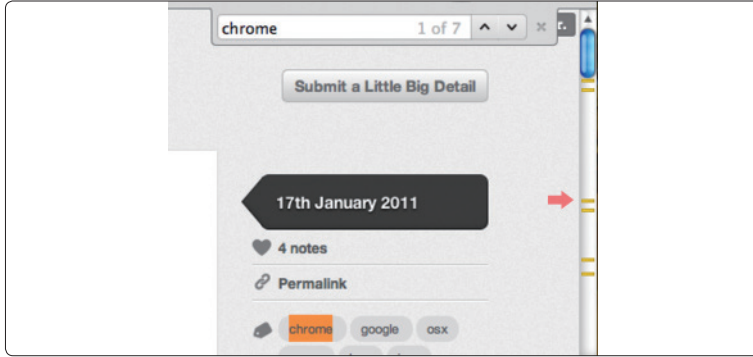 chrome 1 of 7
r.
Submit a Little Big Detail
17th January 2011
4 notes
Permalink
chrome google osx